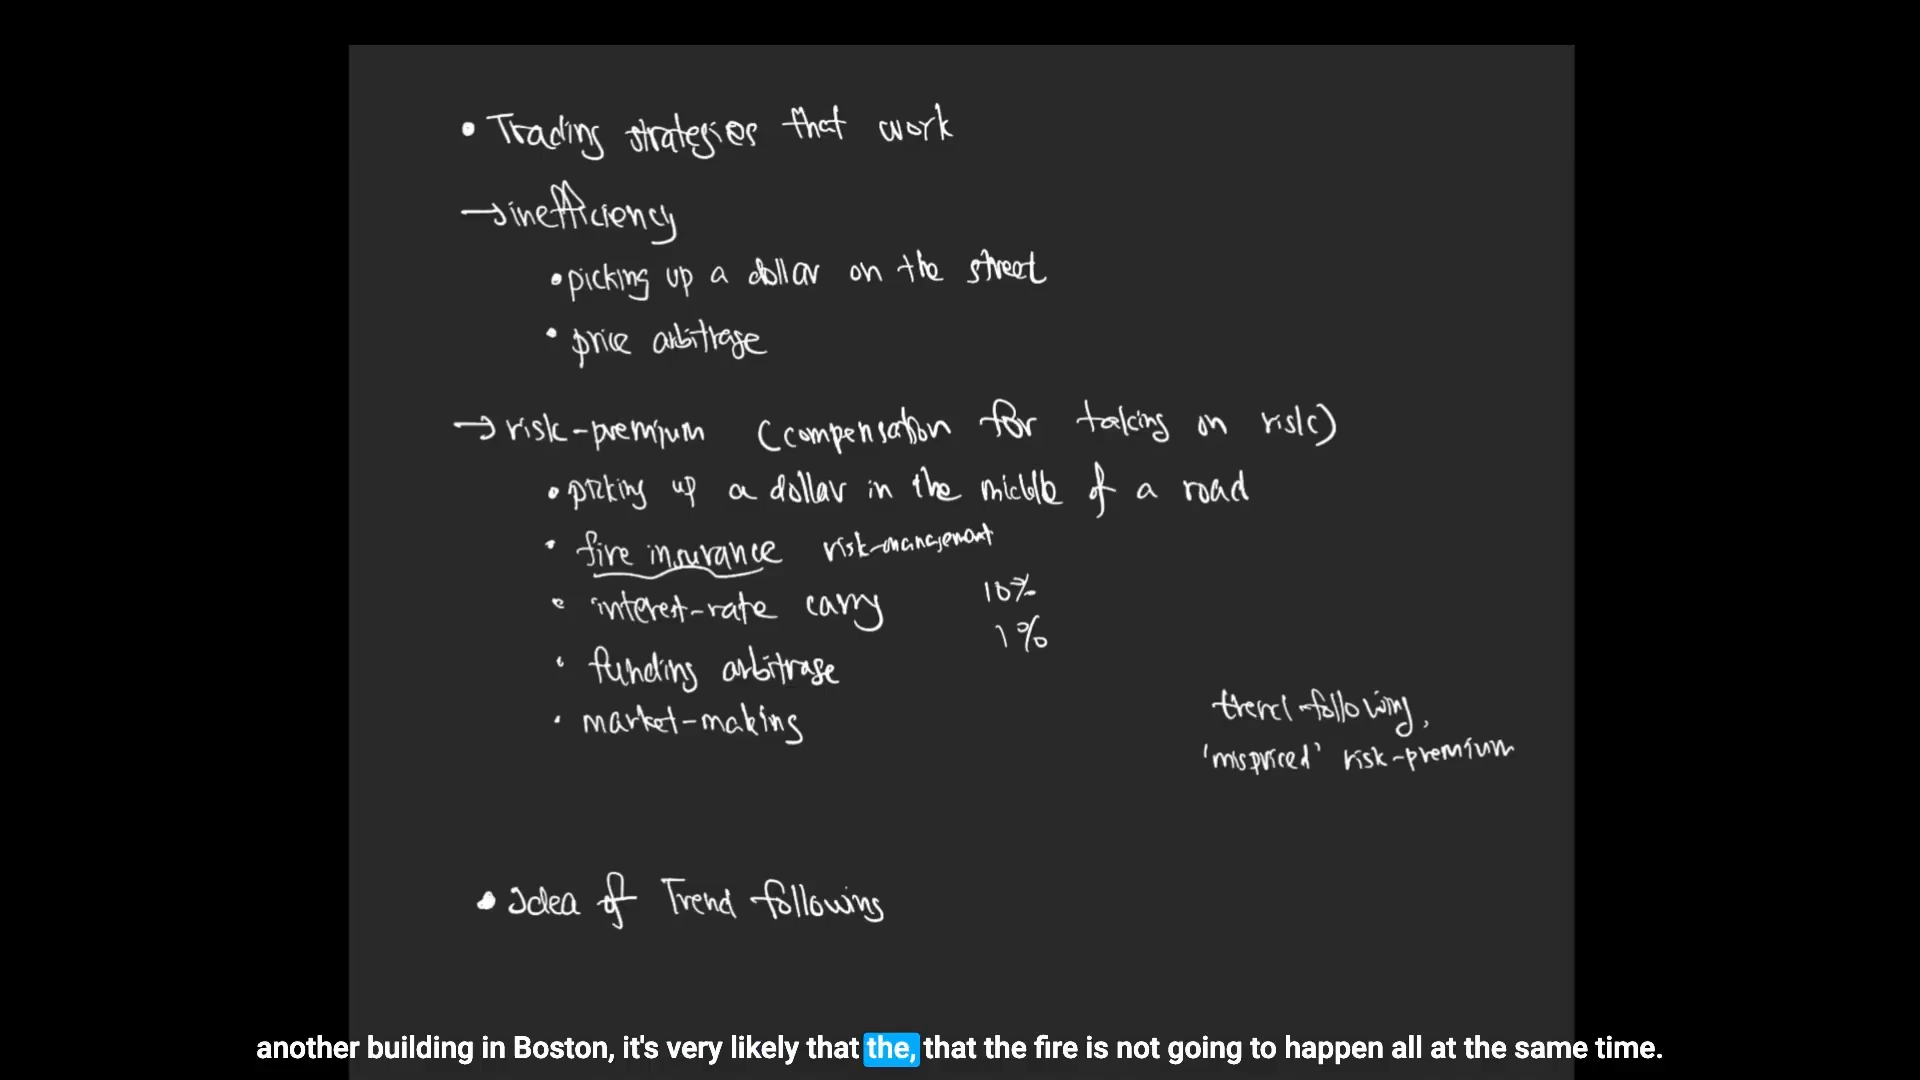 • Trading strategies that work
→ inefficiency
• picking up a dollar on the street
• price arbitrage
→ risk-premium (compensation for taking on risk)
• picking up a dollar in the middle of a road
• fire insurance risk-management
• interest-rate carry 10%
1%
• funding arbitrage
• market-making
trend-following,
'mispriced' risk-premium
• Idea of Trend following
another building in Boston, it's very likely that the, that the fire is not going to happen all at the same time.